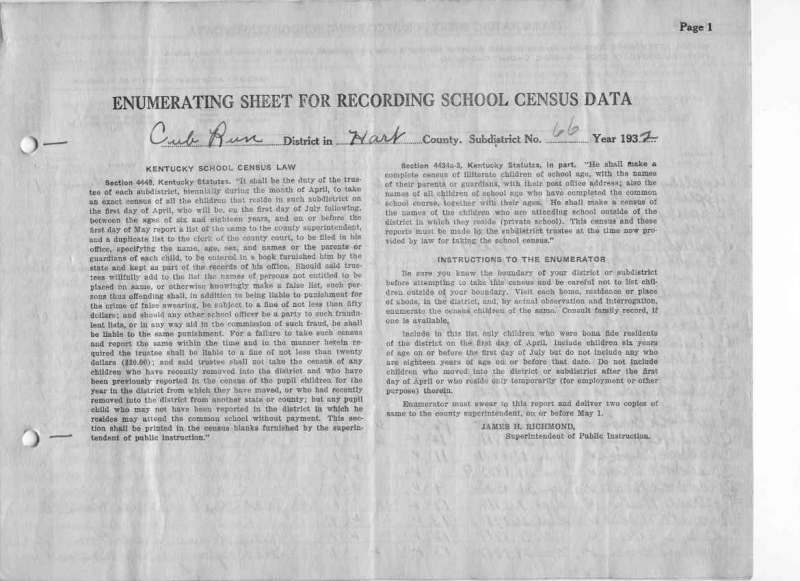 Page 1
ENUMERATING SHEET FOR RECORDING SCHOOL CENSUS DATA
Cub Run District in Hart County. Subdistrict No. 66 Year 1932
KENTUCKY SCHOOL CENSUS LAW
Section 4449, Kentucky Statutes. "It shall be the duty of the trus-
tee of each subdistrict, biennially during the month of April, to take
an exact census of all the children that reside in such subdistrict on
the first day of April, who will be, on the first day of July following,
between the ages of six and eighteen years, and on or before the
first day of May report a list of the same to the county superintendent,
and a duplicate list to the clerk of the county court, to be filed in his
office, specifying the name, age, sex, and names or the parents or
guardians of each child, to be entered in a book furnished him by the
state and kept as part of the records of his office. Should said trus-
tees willfully add to the list the names of persons not entitled to be
placed on same, or otherwise knowingly make a false list, such per-
sons thus offending shall, in addition to being liable to punishment for
the crime of false swearing, be subject to a fine of not less then fifty
dollars; and should any other school officer be a party to such fraudu-
lent lists, or in any way aid in the commission of such fraud, he shall
be liable to the same punishment. For a failure to take such census
and report the same within the time and in the manner herein re-
quired the trustee shall be liable to a fine of not less than twenty
dollars ($20.00); and said trustee shall not take the census of any
children who have recently removed into the district and who have
been previously reported in the census of the pupil children for the
year in the district from which they have moved, or who had recently
removed into the district from another state or county; but any pupil
child who may not have been reported in the district in which he
resides may attend the common school without payment. This sec-
tion shall be printed in the census blanks furnished by the superin-
tendent of public instruction."
Section 4434a-3, Kentucky Statutes, in part. "He shall make a
complete census of illiterate children of school age, with the names
of their parents or guardians, with their post office address; also the
names of all children of school age who have completed the common
school course, together with their ages. He shall make a census of
the names of the children who are attending school outside of the
district in which they reside (private school). This census and these
reports must be made by the subdistrict trustee at the time now pro-
vided by law for taking the school census."
INSTRUCTIONS TO THE ENUMERATOR
Be sure you know the boundary of your district or subdistrict
before attempting to take this census and be careful not to list chil-
dren outside of your boundary. Visit each home, residence or place
of abode, in the district, and, by actual observation and interrogation,
enumerate the census children of the same. Consult family record, if
one is available.
Include in this list only children who were bona fide residents
of the district on the first day of April. Include children six years
of age on or before the first day of July but do not include any who
are eighteen years of age on or before that date. Do not include
children who moved into the district or subdistrict after the first
day of April or who reside only temporarily (for employment or other
purpose) therein.
Enumerator must swear to this report and deliver two copies of
same to the county superintendent, on or before May 1.
JAMES H. RICHMOND,
Superintendent of Public Instruction.